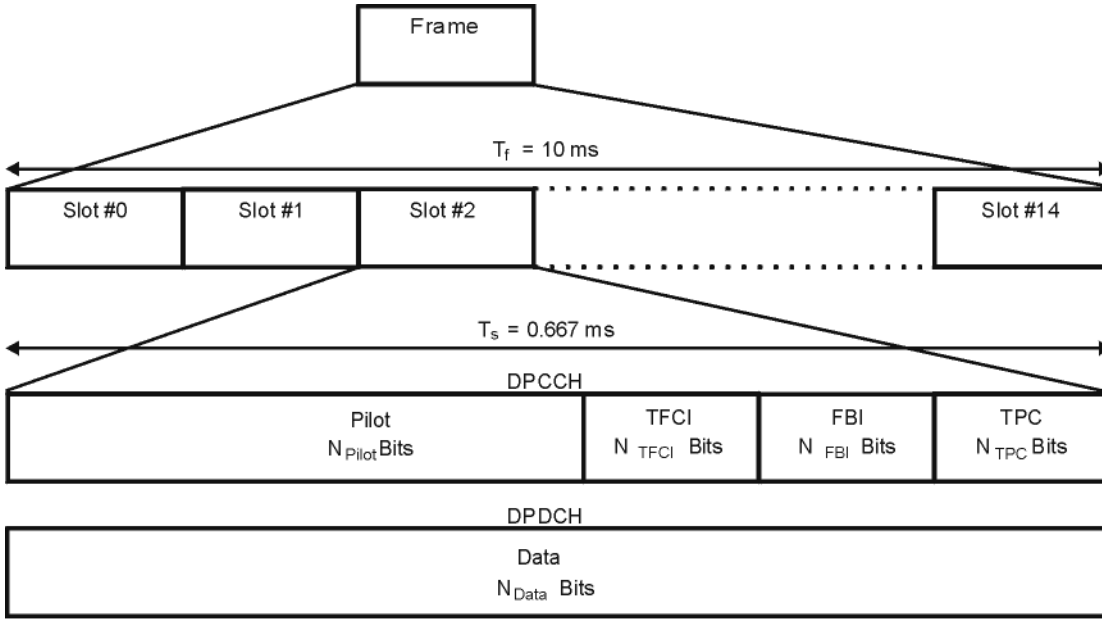 Frame
T_f = 10 ms
Slot #0 Slot #1 Slot #2 Slot #14
T_s = 0.667 ms
DPCCH
Pilot TFCI FBI TPC
N_Pilot Bits N_TFCI Bits N_FBI Bits N_TPC Bits
DPDCH
Data
N_Data Bits